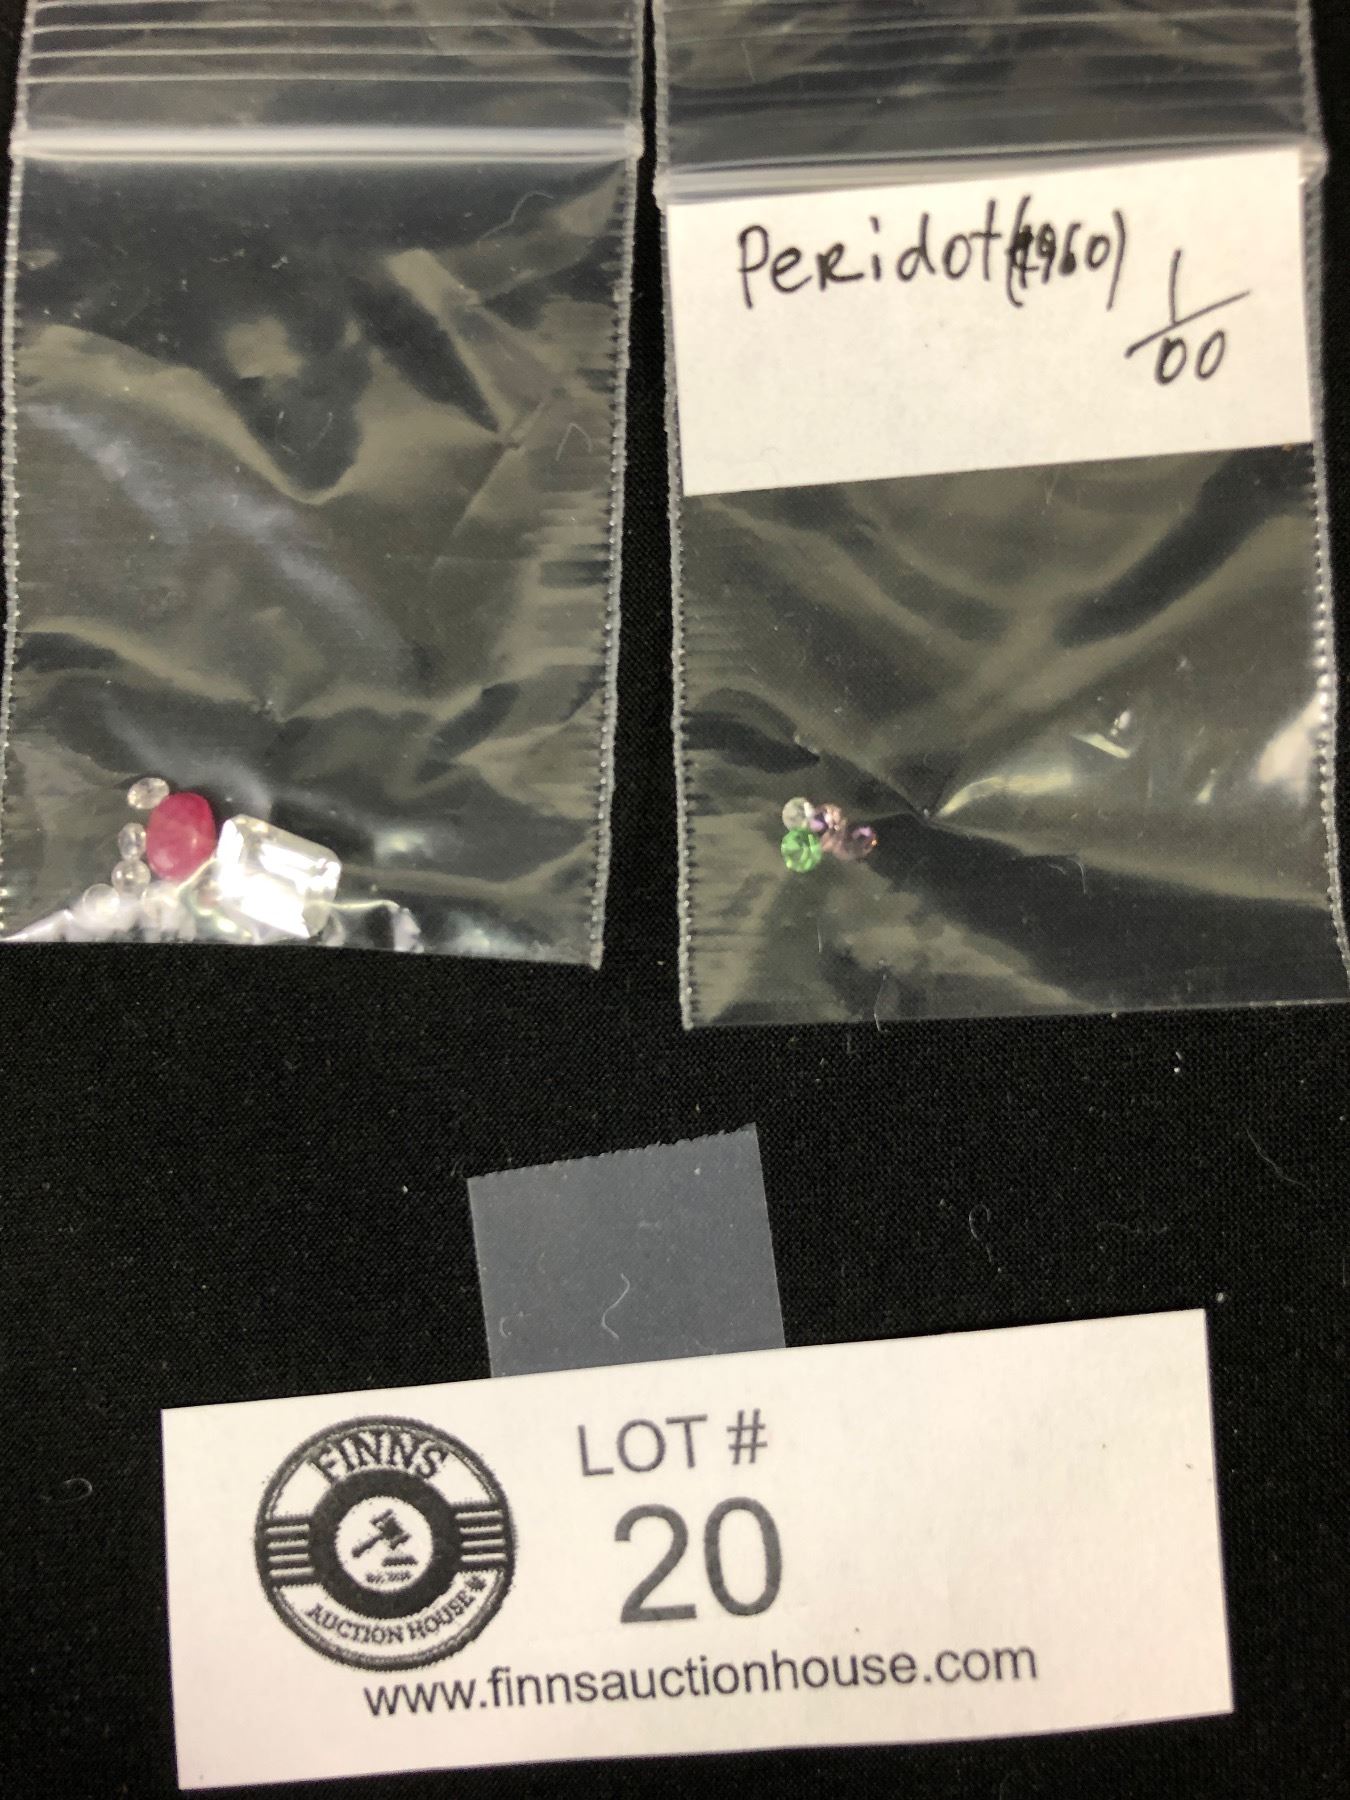 Peridot(1960)
1/00
FINNS
AUCTION HOUSE
LOT #
20
www.finnsauctionhouse.com